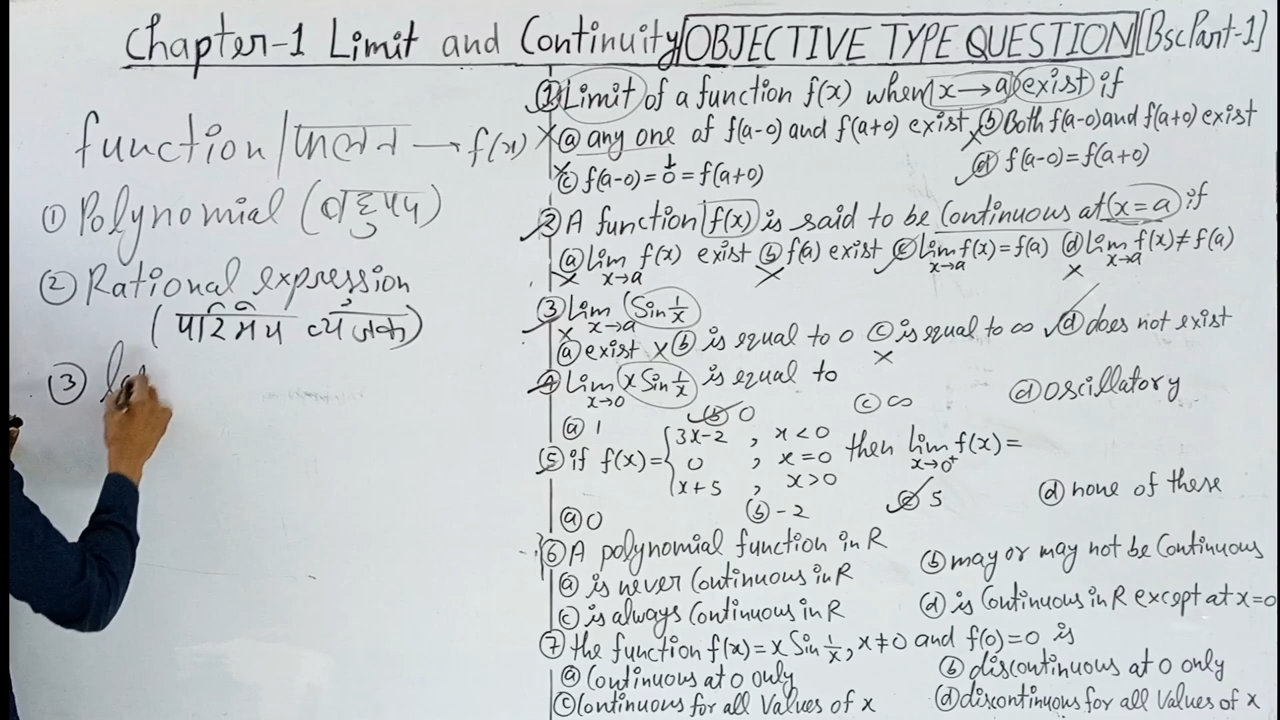 Chapter-1 Limit and Continuity OBJECTIVE TYPE QUESTION [Bsc Part-1]
function/फलन → f(x)
① Polynomial (बहुपद)
② Rational expression
(परिमेय व्यंजक)
③
① Limit of a function f(x) when x→a exist if
ⓐ any one of f(a-0) and f(a+0) exist ⓑ Both f(a-0) and f(a+0) exist
ⓒ f(a-0) = = f(a+0) ⓓ f(a-0) = f(a+0)
② A function f(x) is said to be Continuous at x=a if
ⓐ lim x→a f(x) exist ⓑ f(a) exist ⓒ lim x→a f(x) = f(a) ⓓ lim x→a f(x) ≠ f(a)
③ Lim x→a Sin 1/x
ⓐ exist ⓑ is equal to 0 ⓒ is equal to ∞ ⓓ does not exist
④ Lim x→0 x Sin 1/x is equal to
ⓐ 1 ⓑ 0 ⓒ ∞ ⓓ oscillatory
⑤ if f(x) = { 3x-2 , x<0
0 , x=0 then lim x→0⁺ f(x) =
x+5 , x>0
ⓐ 0 ⓑ -2 ⓒ 5 ⓓ none of these
⑥ A polynomial function in R
ⓐ is never Continuous in R ⓑ may or may not be Continuous
ⓒ is always Continuous in R ⓓ is Continuous in R except at x=0
⑦ the function f(x) = x Sin 1/x, x≠0 and f(0)=0 is
ⓐ Continuous at 0 only ⓑ discontinuous at 0 only
ⓒ Continuous for all Values of x ⓓ discontinuous for all Values of x